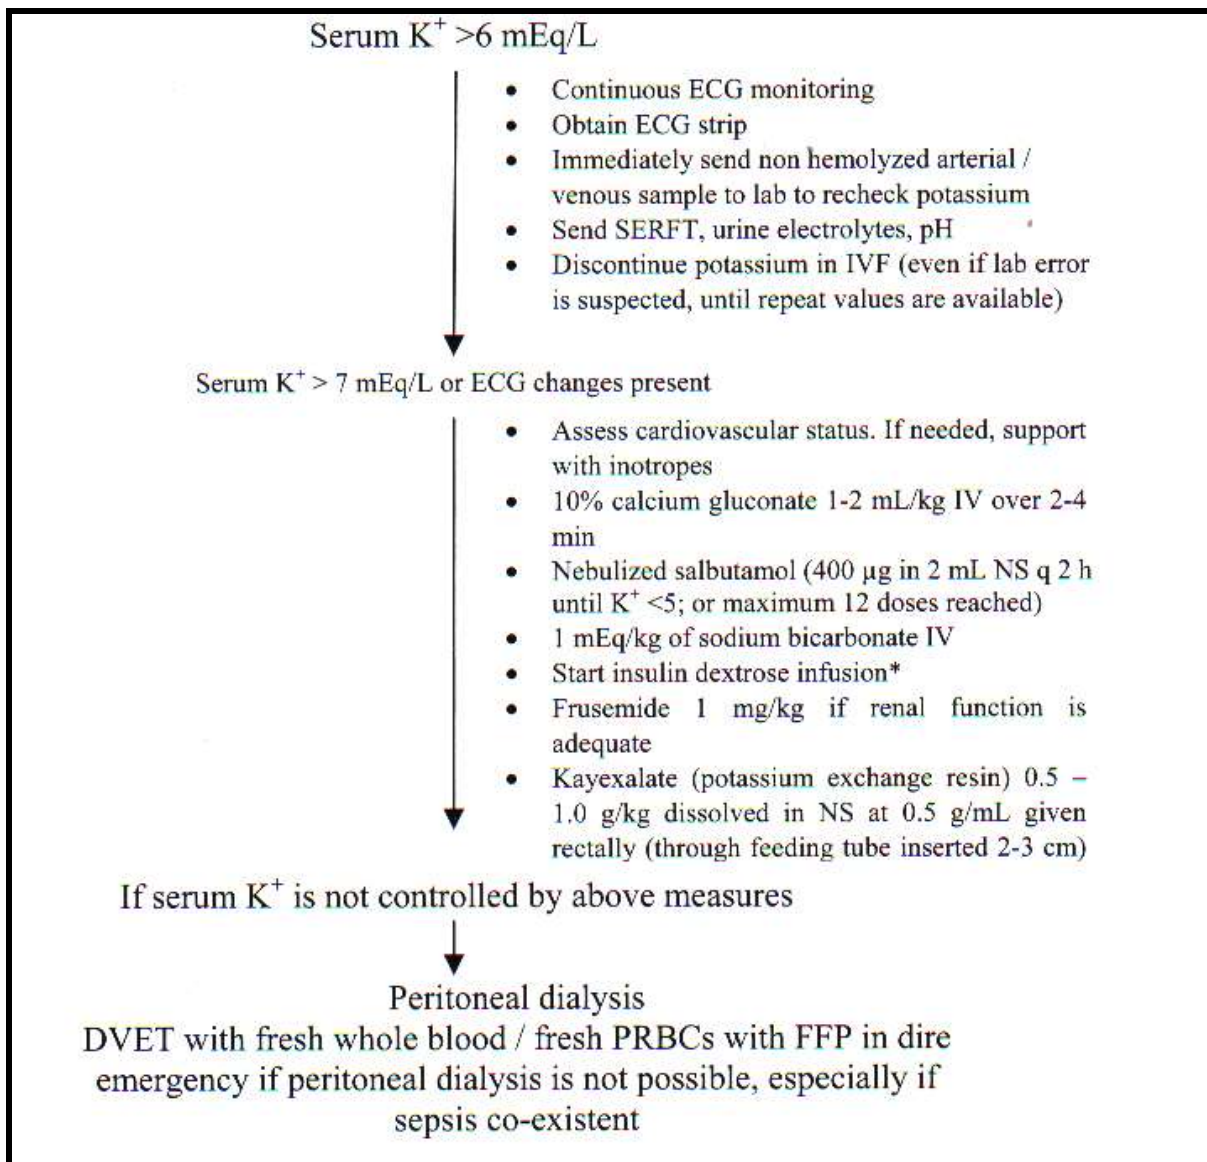 Serum K⁺ >6 mEq/L
• Continuous ECG monitoring
• Obtain ECG strip
• Immediately send non hemolyzed arterial /
venous sample to lab to recheck potassium
• Send SERFT, urine electrolytes, pH
• Discontinue potassium in IVF (even if lab error
is suspected, until repeat values are available)
Serum K⁺ > 7 mEq/L or ECG changes present
• Assess cardiovascular status. If needed, support
with inotropes
• 10% calcium gluconate 1-2 mL/kg IV over 2-4
min
• Nebulized salbutamol (400 µg in 2 mL NS q 2 h
until K⁺ <5; or maximum 12 doses reached)
• 1 mEq/kg of sodium bicarbonate IV
• Start insulin dextrose infusion*
• Frusemide 1 mg/kg if renal function is
adequate
• Kayexalate (potassium exchange resin) 0.5 –
1.0 g/kg dissolved in NS at 0.5 g/mL given
rectally (through feeding tube inserted 2-3 cm)
If serum K⁺ is not controlled by above measures
Peritoneal dialysis
DVET with fresh whole blood / fresh PRBCs with FFP in dire
emergency if peritoneal dialysis is not possible, especially if
sepsis co-existent